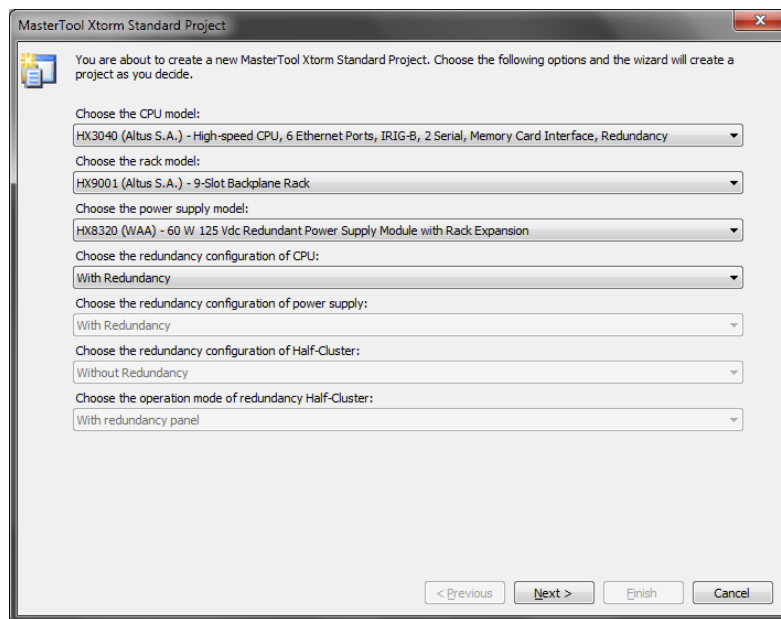 MasterTool Xtorm Standard Project
You are about to create a new MasterTool Xtorm Standard Project. Choose the following options and the wizard will create a
project as you decide.
Choose the CPU model:
HX3040 (Altus S.A.) - High-speed CPU, 6 Ethernet Ports, IRIG-B, 2 Serial, Memory Card Interface, Redundancy
Choose the rack model:
HX9001 (Altus S.A.) - 9-Slot Backplane Rack
Choose the power supply model:
HX8320 (WAA) - 60 W 125 Vdc Redundant Power Supply Module with Rack Expansion
Choose the redundancy configuration of CPU:
With Redundancy
Choose the redundancy configuration of power supply:
With Redundancy
Choose the redundancy configuration of Half-Cluster:
Without Redundancy
Choose the operation mode of redundancy Half-Cluster:
With redundancy panel
< Previous Next > Finish Cancel